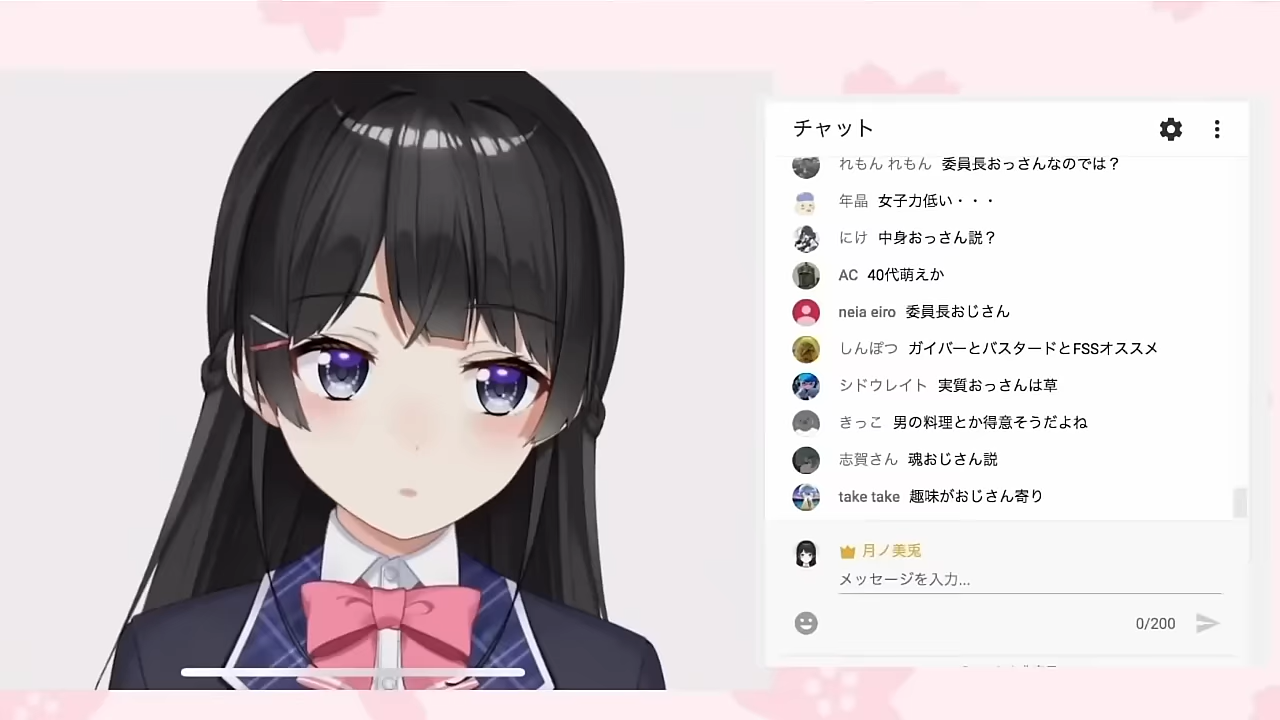 チャット
れもん れもん 委員長おっさんなのでは？
年晶 女子力低い・・・
にけ 中身おっさん説？
AC 40代萌えか
neia eiro 委員長おじさん
しんぽつ ガイバーとバスタードとFSSオススメ
シドウレイト 実質おっさんは草
きっこ 男の料理とか得意そうだよね
志賀さん 魂おじさん説
take take 趣味がおじさん寄り
月ノ美兎
メッセージを入力...
0/200